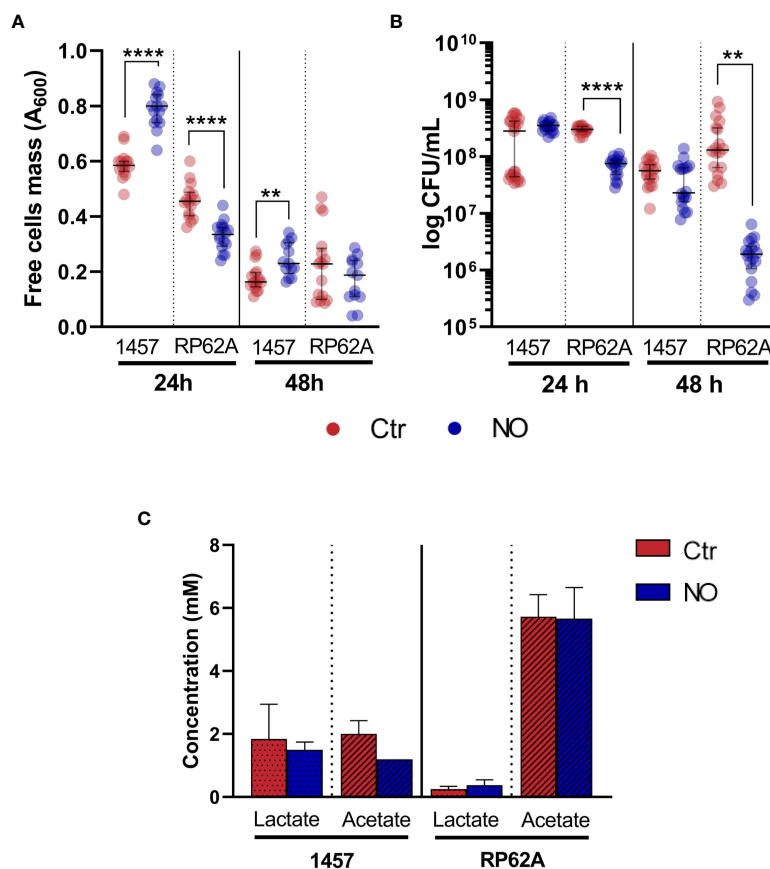 A
Free cells mass (A600)
1.0
0.8
0.6
0.4
0.2
0.0
****
****
**
1457 RP62A 1457 RP62A
24h 48h
B
log CFU/mL
10^10
10^9
10^8
10^7
10^6
10^5
****
**
1457 RP62A 1457 RP62A
24 h 48 h
Ctr NO
C
Concentration (mM)
8
6
4
2
0
Ctr
NO
Lactate Acetate Lactate Acetate
1457 RP62A